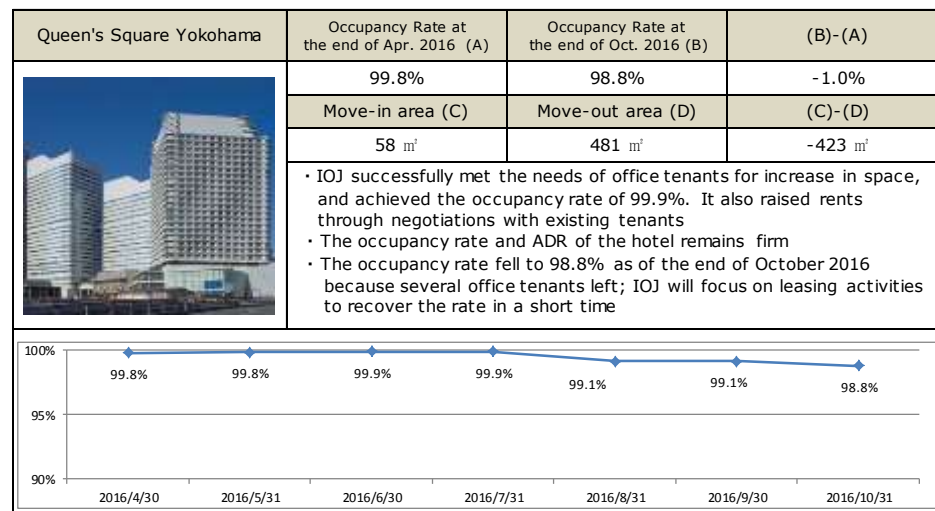 Queen's Square Yokohama
Occupancy Rate at
the end of Apr. 2016 (A)
Occupancy Rate at
the end of Oct. 2016 (B)
(B)-(A)
99.8%
98.8%
-1.0%
Move-in area (C)
Move-out area (D)
(C)-(D)
58 ㎡
481 ㎡
-423 ㎡
・IOJ successfully met the needs of office tenants for increase in space,
and achieved the occupancy rate of 99.9%. It also raised rents
through negotiations with existing tenants
・The occupancy rate and ADR of the hotel remains firm
・The occupancy rate fell to 98.8% as of the end of October 2016
because several office tenants left; IOJ will focus on leasing activities
to recover the rate in a short time
100%
99.8%
99.8%
99.9%
99.9%
99.1%
99.1%
98.8%
95%
90%
2016/4/30
2016/5/31
2016/6/30
2016/7/31
2016/8/31
2016/9/30
2016/10/31